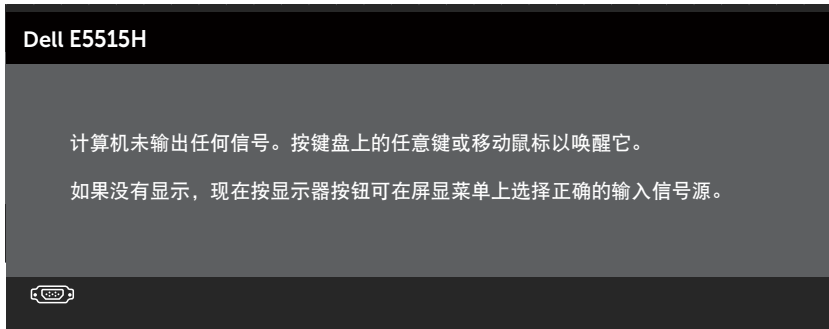 Dell E5515H
计算机未输出任何信号。按键盘上的任意键或移动鼠标以唤醒它。
如果没有显示，现在按显示器按钮可在屏显菜单上选择正确的输入信号源。